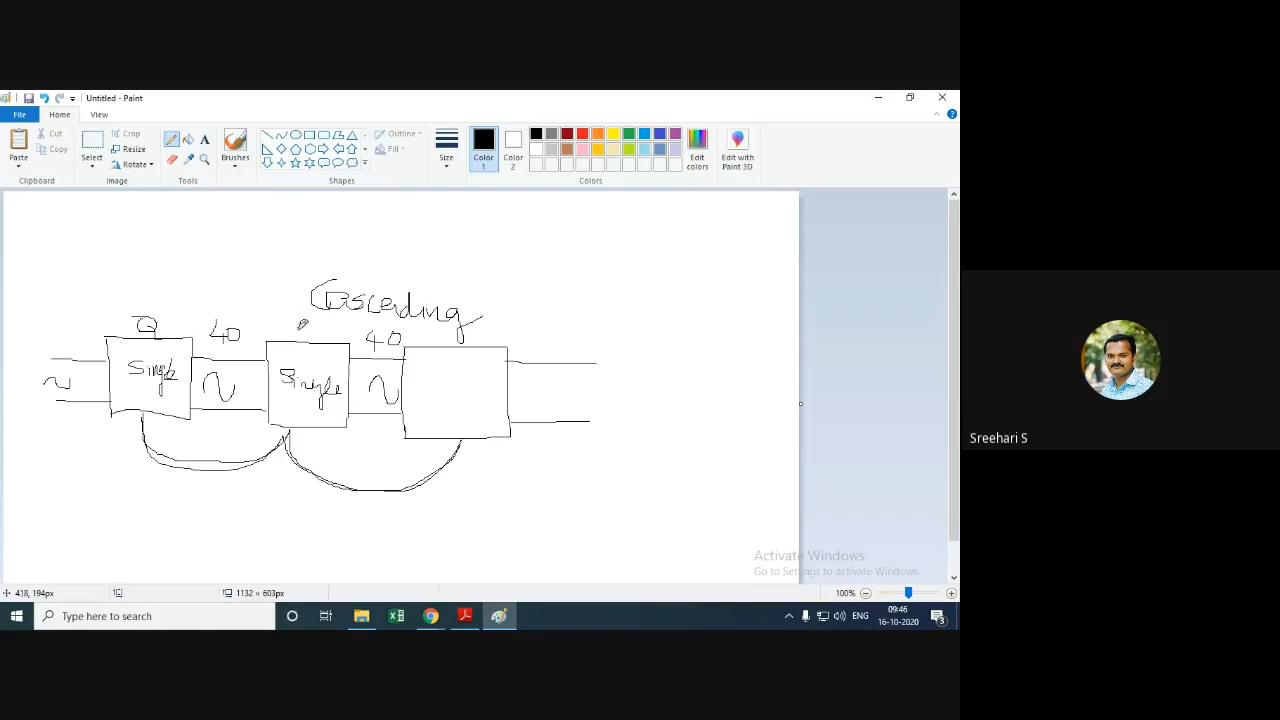 Untitled - Paint
File Home View
Paste
Cut
Copy
Clipboard
Select
Crop
Resize
Rotate
Image
Tools
Brushes
Outline
Fill
Shapes
Size
Color 1
Color 2
Edit colors
Colors
Edit with Paint 3D
Cascading
Q
40
40
Single
Single
Sreehari S
Activate Windows
Go to Settings to activate Windows.
418, 194px
1132 × 603px
100%
Type here to search
ENG
09:46
16-10-2020
3